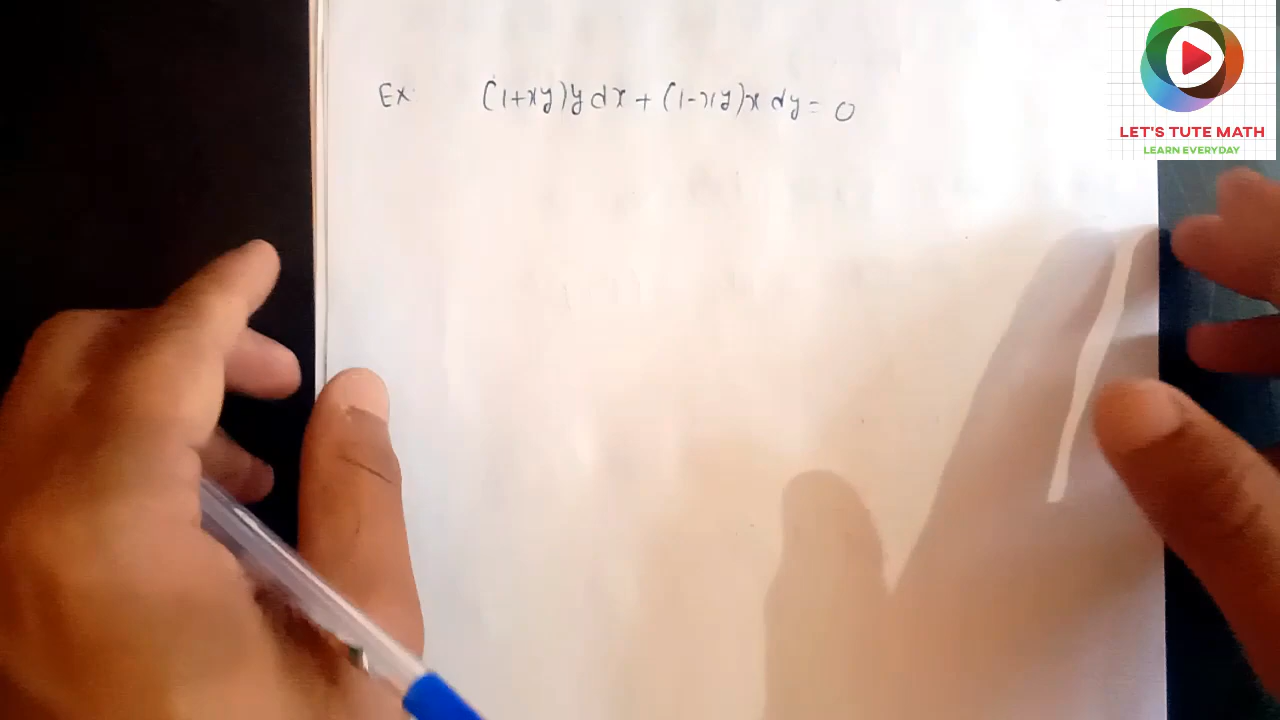 LET'S TUTE MATH
LEARN EVERYDAY
Ex. (1+xy)y dx + (1-xy)x dy = 0